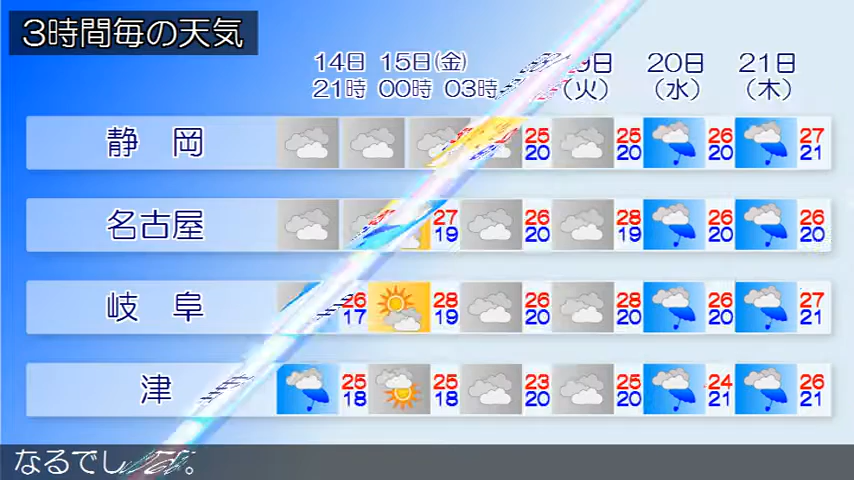 3時間毎の天気
14日 15日(金) 9日 20日 21日
21時 00時 03時 (火) (水) (木)
静岡 25 25 26 27
20 20 20 21
名古屋 27 26 28 26 26
19 20 19 20 20
岐阜 26 28 26 28 26 27
17 19 20 20 20 21
津 25 25 23 25 24 26
18 18 20 20 21 21
なるでし 。